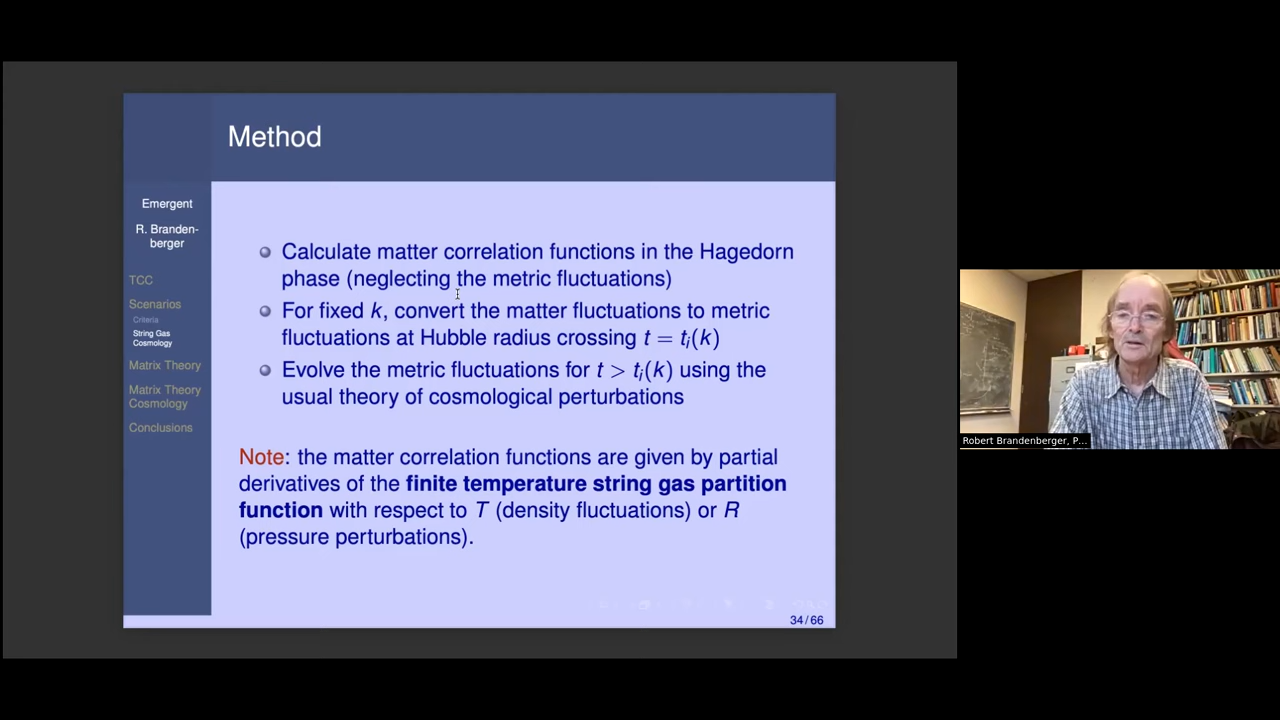 Method
Emergent
R. Branden-
berger
TCC
Scenarios
Criteria
String Gas
Cosmology
Matrix Theory
Matrix Theory
Cosmology
Conclusions
Calculate matter correlation functions in the Hagedorn
phase (neglecting the metric fluctuations)
For fixed k, convert the matter fluctuations to metric
fluctuations at Hubble radius crossing t = tᵢ(k)
Evolve the metric fluctuations for t > tᵢ(k) using the
usual theory of cosmological perturbations
Note: the matter correlation functions are given by partial
derivatives of the finite temperature string gas partition
function with respect to T (density fluctuations) or R
(pressure perturbations).
34/66
Robert Brandenberger, P...